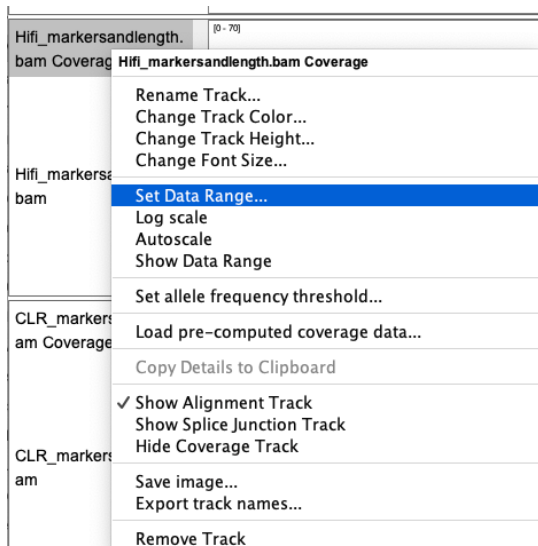 Hifi_markersandlength.
bam Coverag
[0 - 70]
Hifi_markersandlength.bam Coverage
Rename Track...
Change Track Color...
Change Track Height...
Change Font Size...
Hifi_markersa
bam
Set Data Range...
Log scale
Autoscale
Show Data Range
Set allele frequency threshold...
CLR_markers
am Coverage
Load pre-computed coverage data...
Copy Details to Clipboard
✓ Show Alignment Track
Show Splice Junction Track
Hide Coverage Track
CLR_markers
am
Save image...
Export track names...
Remove Track